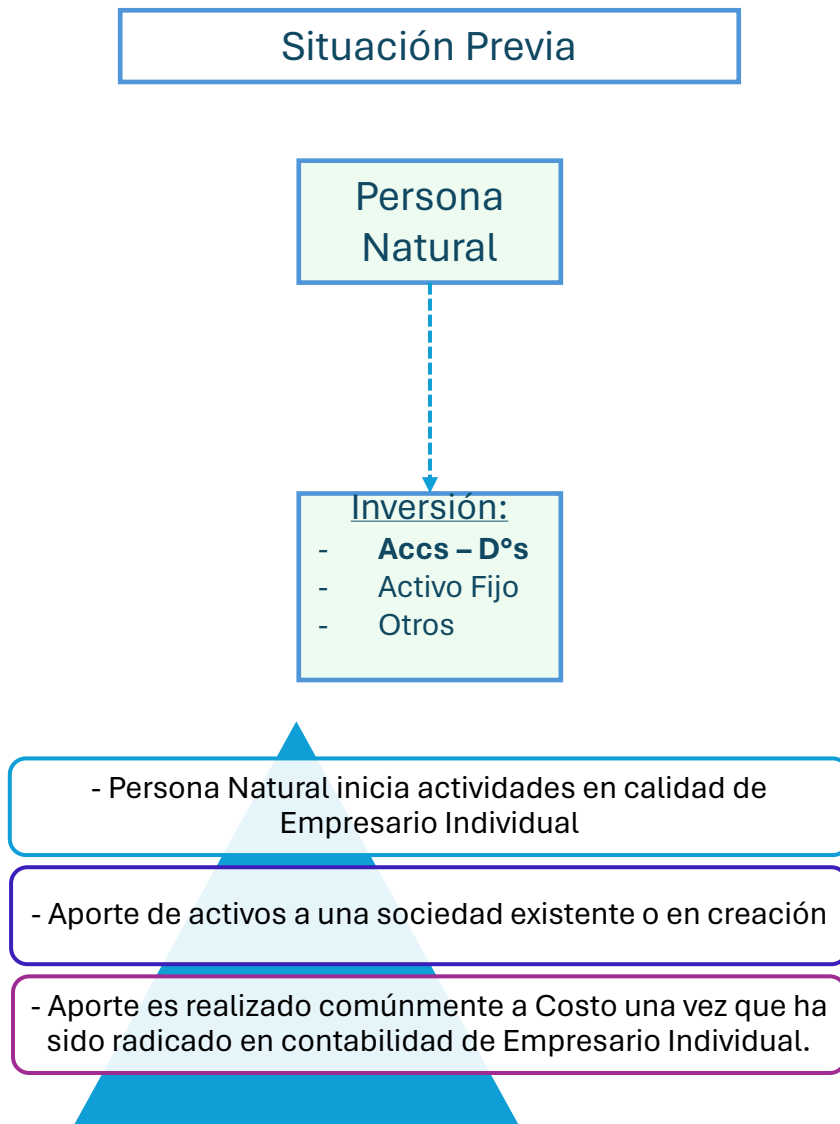 Situación Previa
Persona
Natural
Inversión:
- Accs – D°s
- Activo Fijo
- Otros
- Persona Natural inicia actividades en calidad de
Empresario Individual
- Aporte de activos a una sociedad existente o en creación
- Aporte es realizado comúnmente a Costo una vez que ha
sido radicado en contabilidad de Empresario Individual.